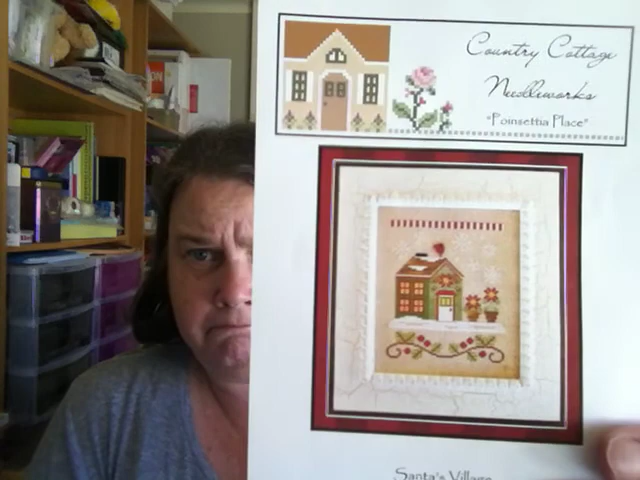 Country Cottage
Needleworks
"Poinsettia Place"
Santa's Village